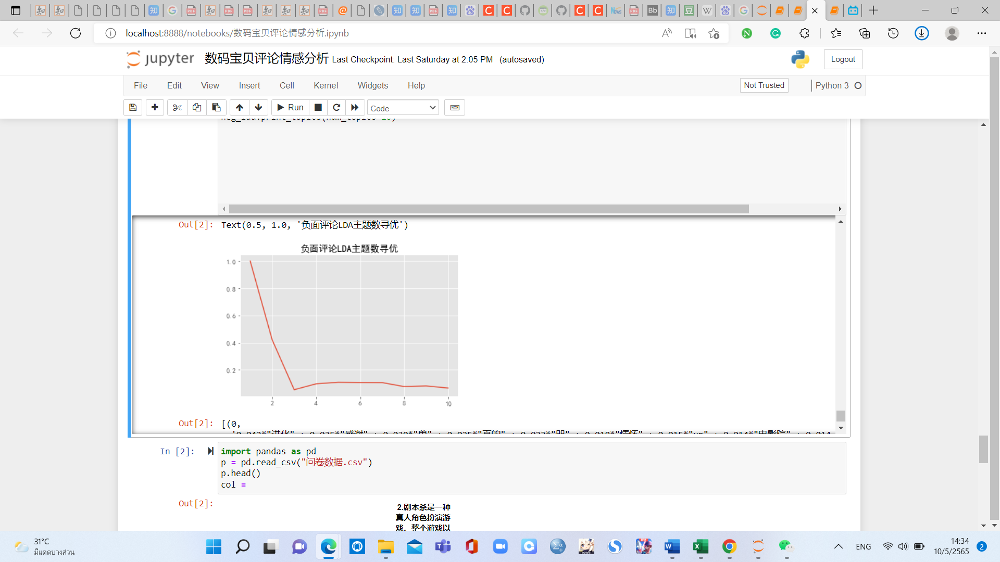 localhost:8888/notebooks/数码宝贝评论情感分析.ipynb
jupyter 数码宝贝评论情感分析 Last Checkpoint: Last Saturday at 2:05 PM (autosaved)
Logout
File Edit View Insert Cell Kernel Widgets Help
Not Trusted
Python 3
Run
Code
Out[2]: Text(0.5, 1.0, '负面评论LDA主题数寻优')
负面评论LDA主题数寻优
1.0
0.8
0.6
0.4
0.2
2 4 6 8 10
Out[2]: [(0,
In [2]: import pandas as pd
p = pd.read_csv("问卷数据.csv")
p.head()
col =
Out[2]:
2.剧本杀是一种
真人角色扮演游
戏。整个游戏以
31°C
มีแดดบางส่วน
ENG
14:34
10/5/2565
2